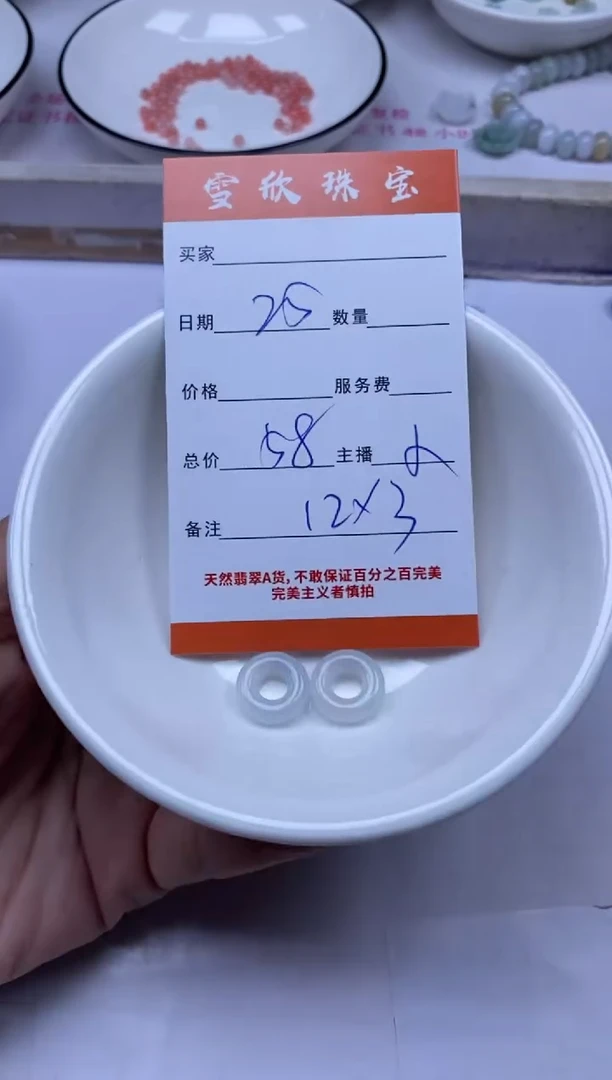 雪欣珠宝
买家
日期 25 数量
价格 服务费
总价 58 主播
备注 12×3
天然翡翠A货,不敢保证百分之百完美
完美主义者慎拍